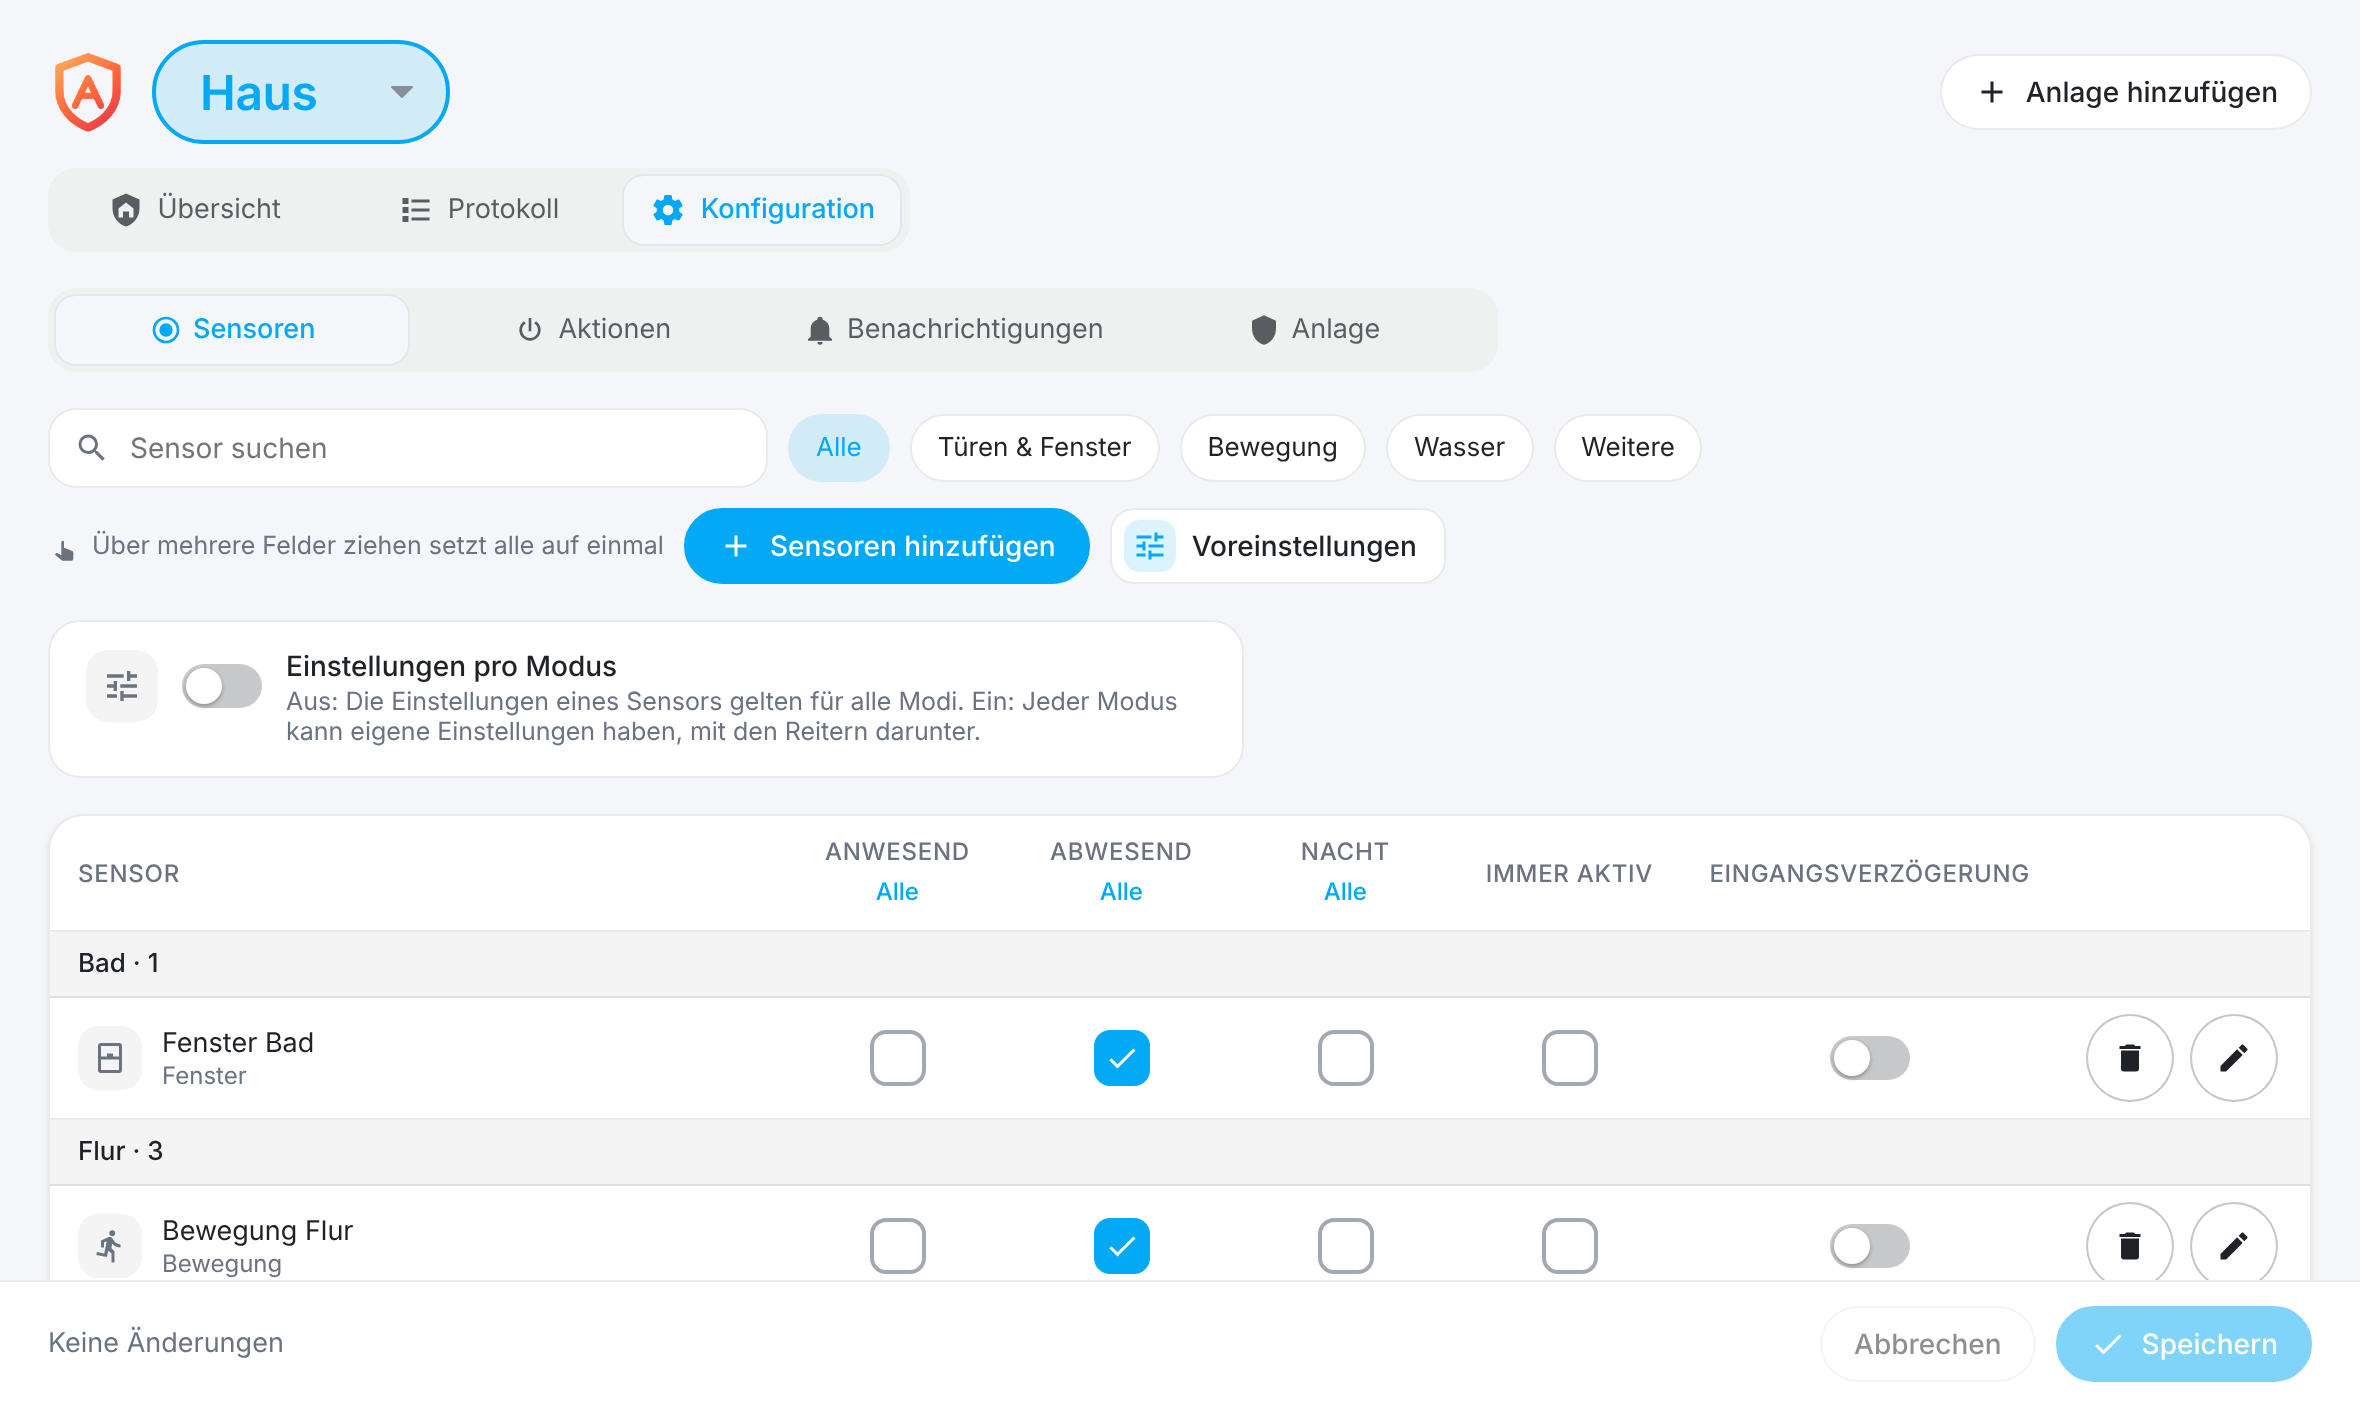 Haus
Anlage hinzufügen
Übersicht
Protokoll
Konfiguration
Sensoren
Aktionen
Benachrichtigungen
Anlage
Sensor suchen
Alle
Türen & Fenster
Bewegung
Wasser
Weitere
Über mehrere Felder ziehen setzt alle auf einmal
Sensoren hinzufügen
Voreinstellungen
Einstellungen pro Modus
Aus: Die Einstellungen eines Sensors gelten für alle Modi. Ein: Jeder Modus
kann eigene Einstellungen haben, mit den Reitern darunter.
SENSOR
ANWESEND
Alle
ABWESEND
Alle
NACHT
Alle
IMMER AKTIV
EINGANGSVERZÖGERUNG
Bad · 1
Fenster Bad
Fenster
Flur · 3
Bewegung Flur
Bewegung
Keine Änderungen
Abbrechen
Speichern